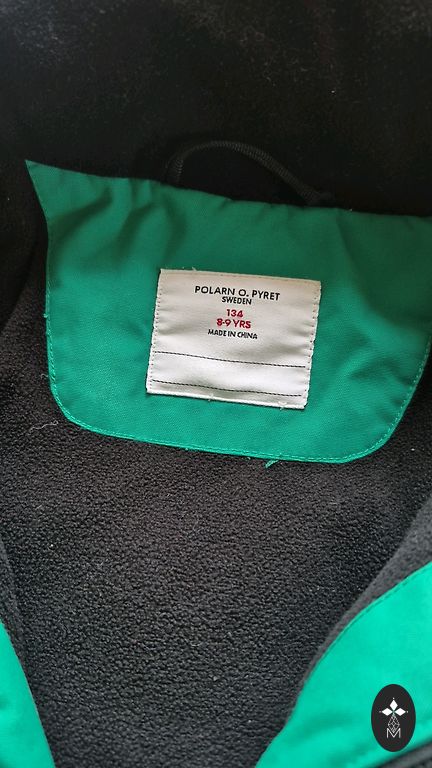 POLARN O. PYRET
SWEDEN
134
8-9 YRS
MADE IN CHINA